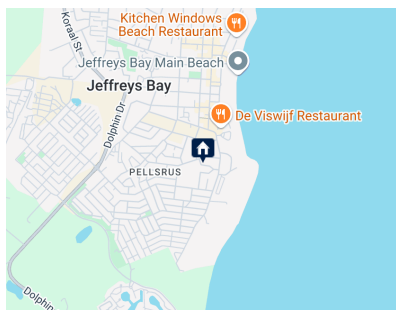 Koraal St
Kitchen Windows
Beach Restaurant
Jeffreys Bay Main Beach
Jeffreys Bay
Dolphin Dr
De Viswijf Restaurant
PELLSRUS
Dolphin